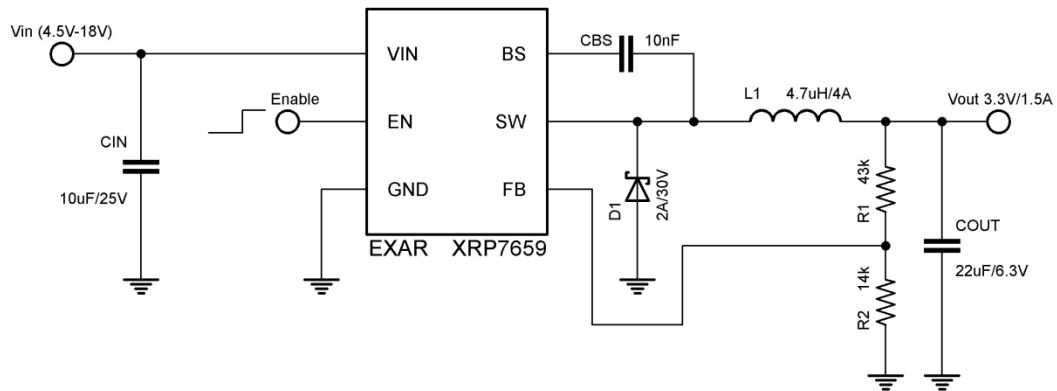 Vin (4.5V-18V)
CIN
10uF/25V
Enable
VIN
EN
GND
BS
SW
FB
EXAR XRP7659
CBS 10nF
D1
2A/30V
L1 4.7uH/4A
Vout 3.3V/1.5A
R1 43k
R2 14k
COUT
22uF/6.3V